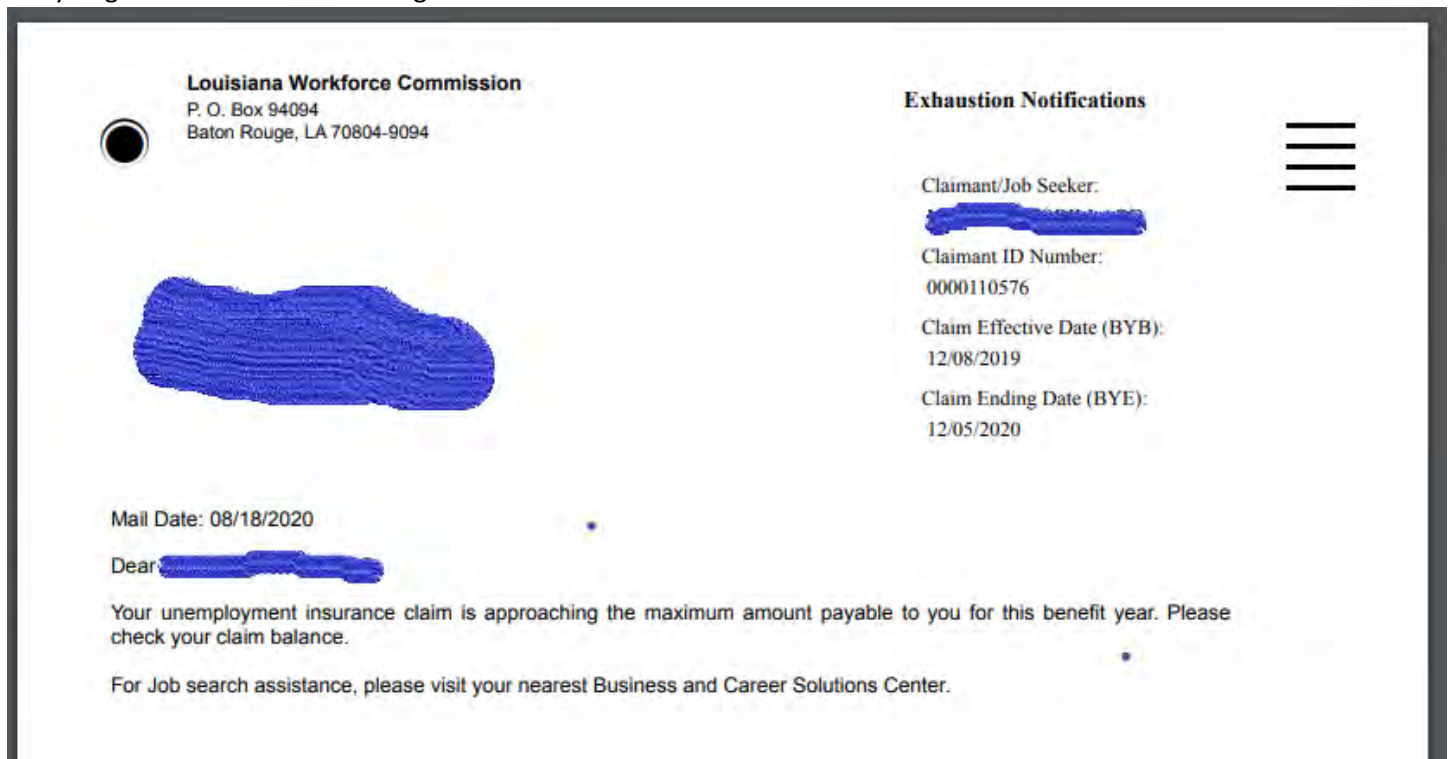 Louisiana Workforce Commission
P. O. Box 94094
Baton Rouge, LA 70804-9094
Exhaustion Notifications
Claimant/Job Seeker:
Claimant ID Number:
0000110576
Claim Effective Date (BYB):
12/08/2019
Claim Ending Date (BYE):
12/05/2020
Mail Date: 08/18/2020
Dear
Your unemployment insurance claim is approaching the maximum amount payable to you for this benefit year. Please
check your claim balance.
For Job search assistance, please visit your nearest Business and Career Solutions Center.